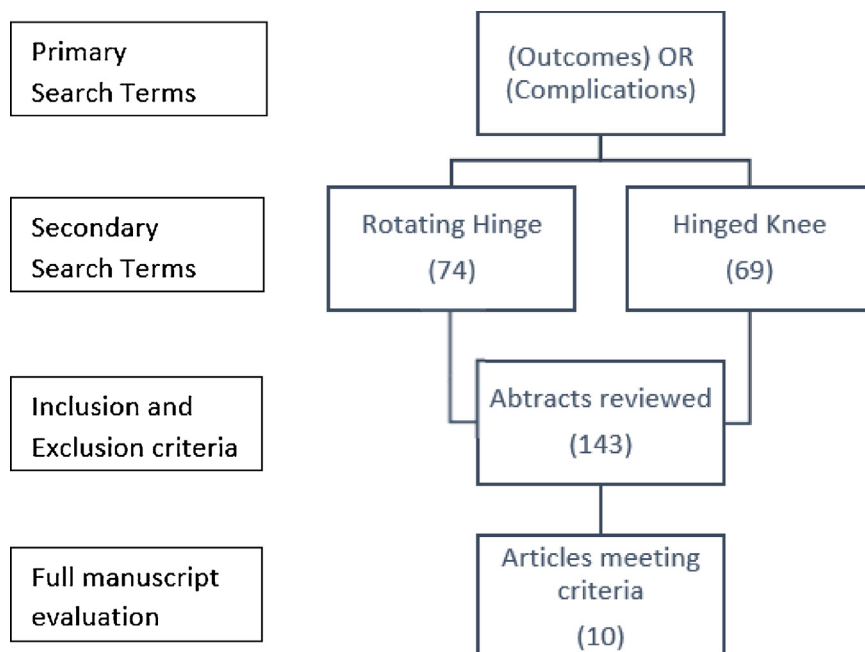 Primary
Search Terms
(Outcomes) OR
(Complications)
Secondary
Search Terms
Rotating Hinge
(74)
Hinged Knee
(69)
Inclusion and
Exclusion criteria
Abtracts reviewed
(143)
Full manuscript
evaluation
Articles meeting
criteria
(10)